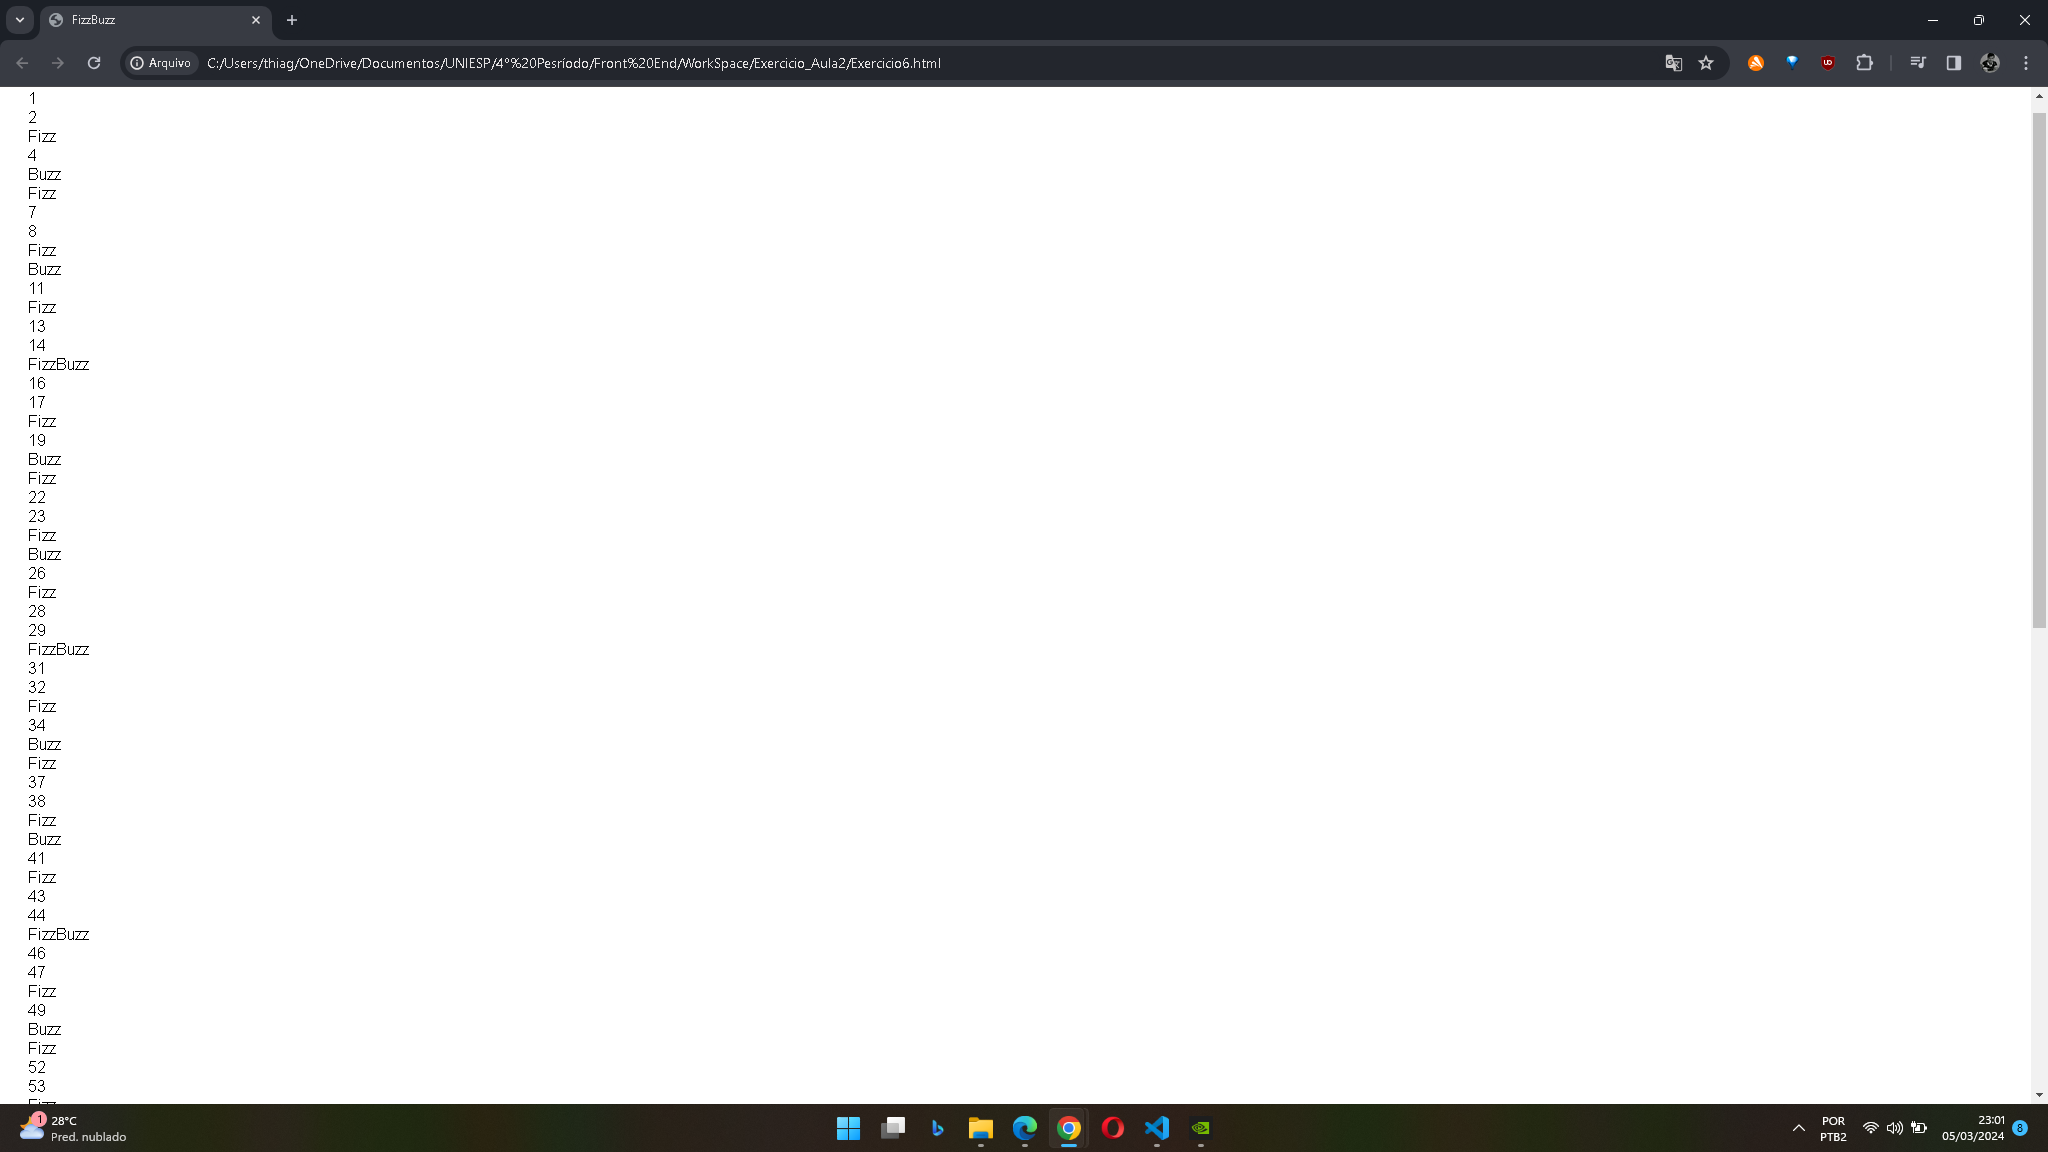 FizzBuzz
Arquivo C:/Users/thiag/OneDrive/Documentos/UNIESP/4°%20Pesríodo/Front%20End/WorkSpace/Exercicio_Aula2/Exercicio6.html
1
2
Fizz
4
Buzz
Fizz
7
8
Fizz
Buzz
11
Fizz
13
14
FizzBuzz
16
17
Fizz
19
Buzz
Fizz
22
23
Fizz
Buzz
26
Fizz
28
29
FizzBuzz
31
32
Fizz
34
Buzz
Fizz
37
38
Fizz
Buzz
41
Fizz
43
44
FizzBuzz
46
47
Fizz
49
Buzz
Fizz
52
53
Fizz
1
28°C
Pred. nublado
POR
PTB2
23:01
05/03/2024
8